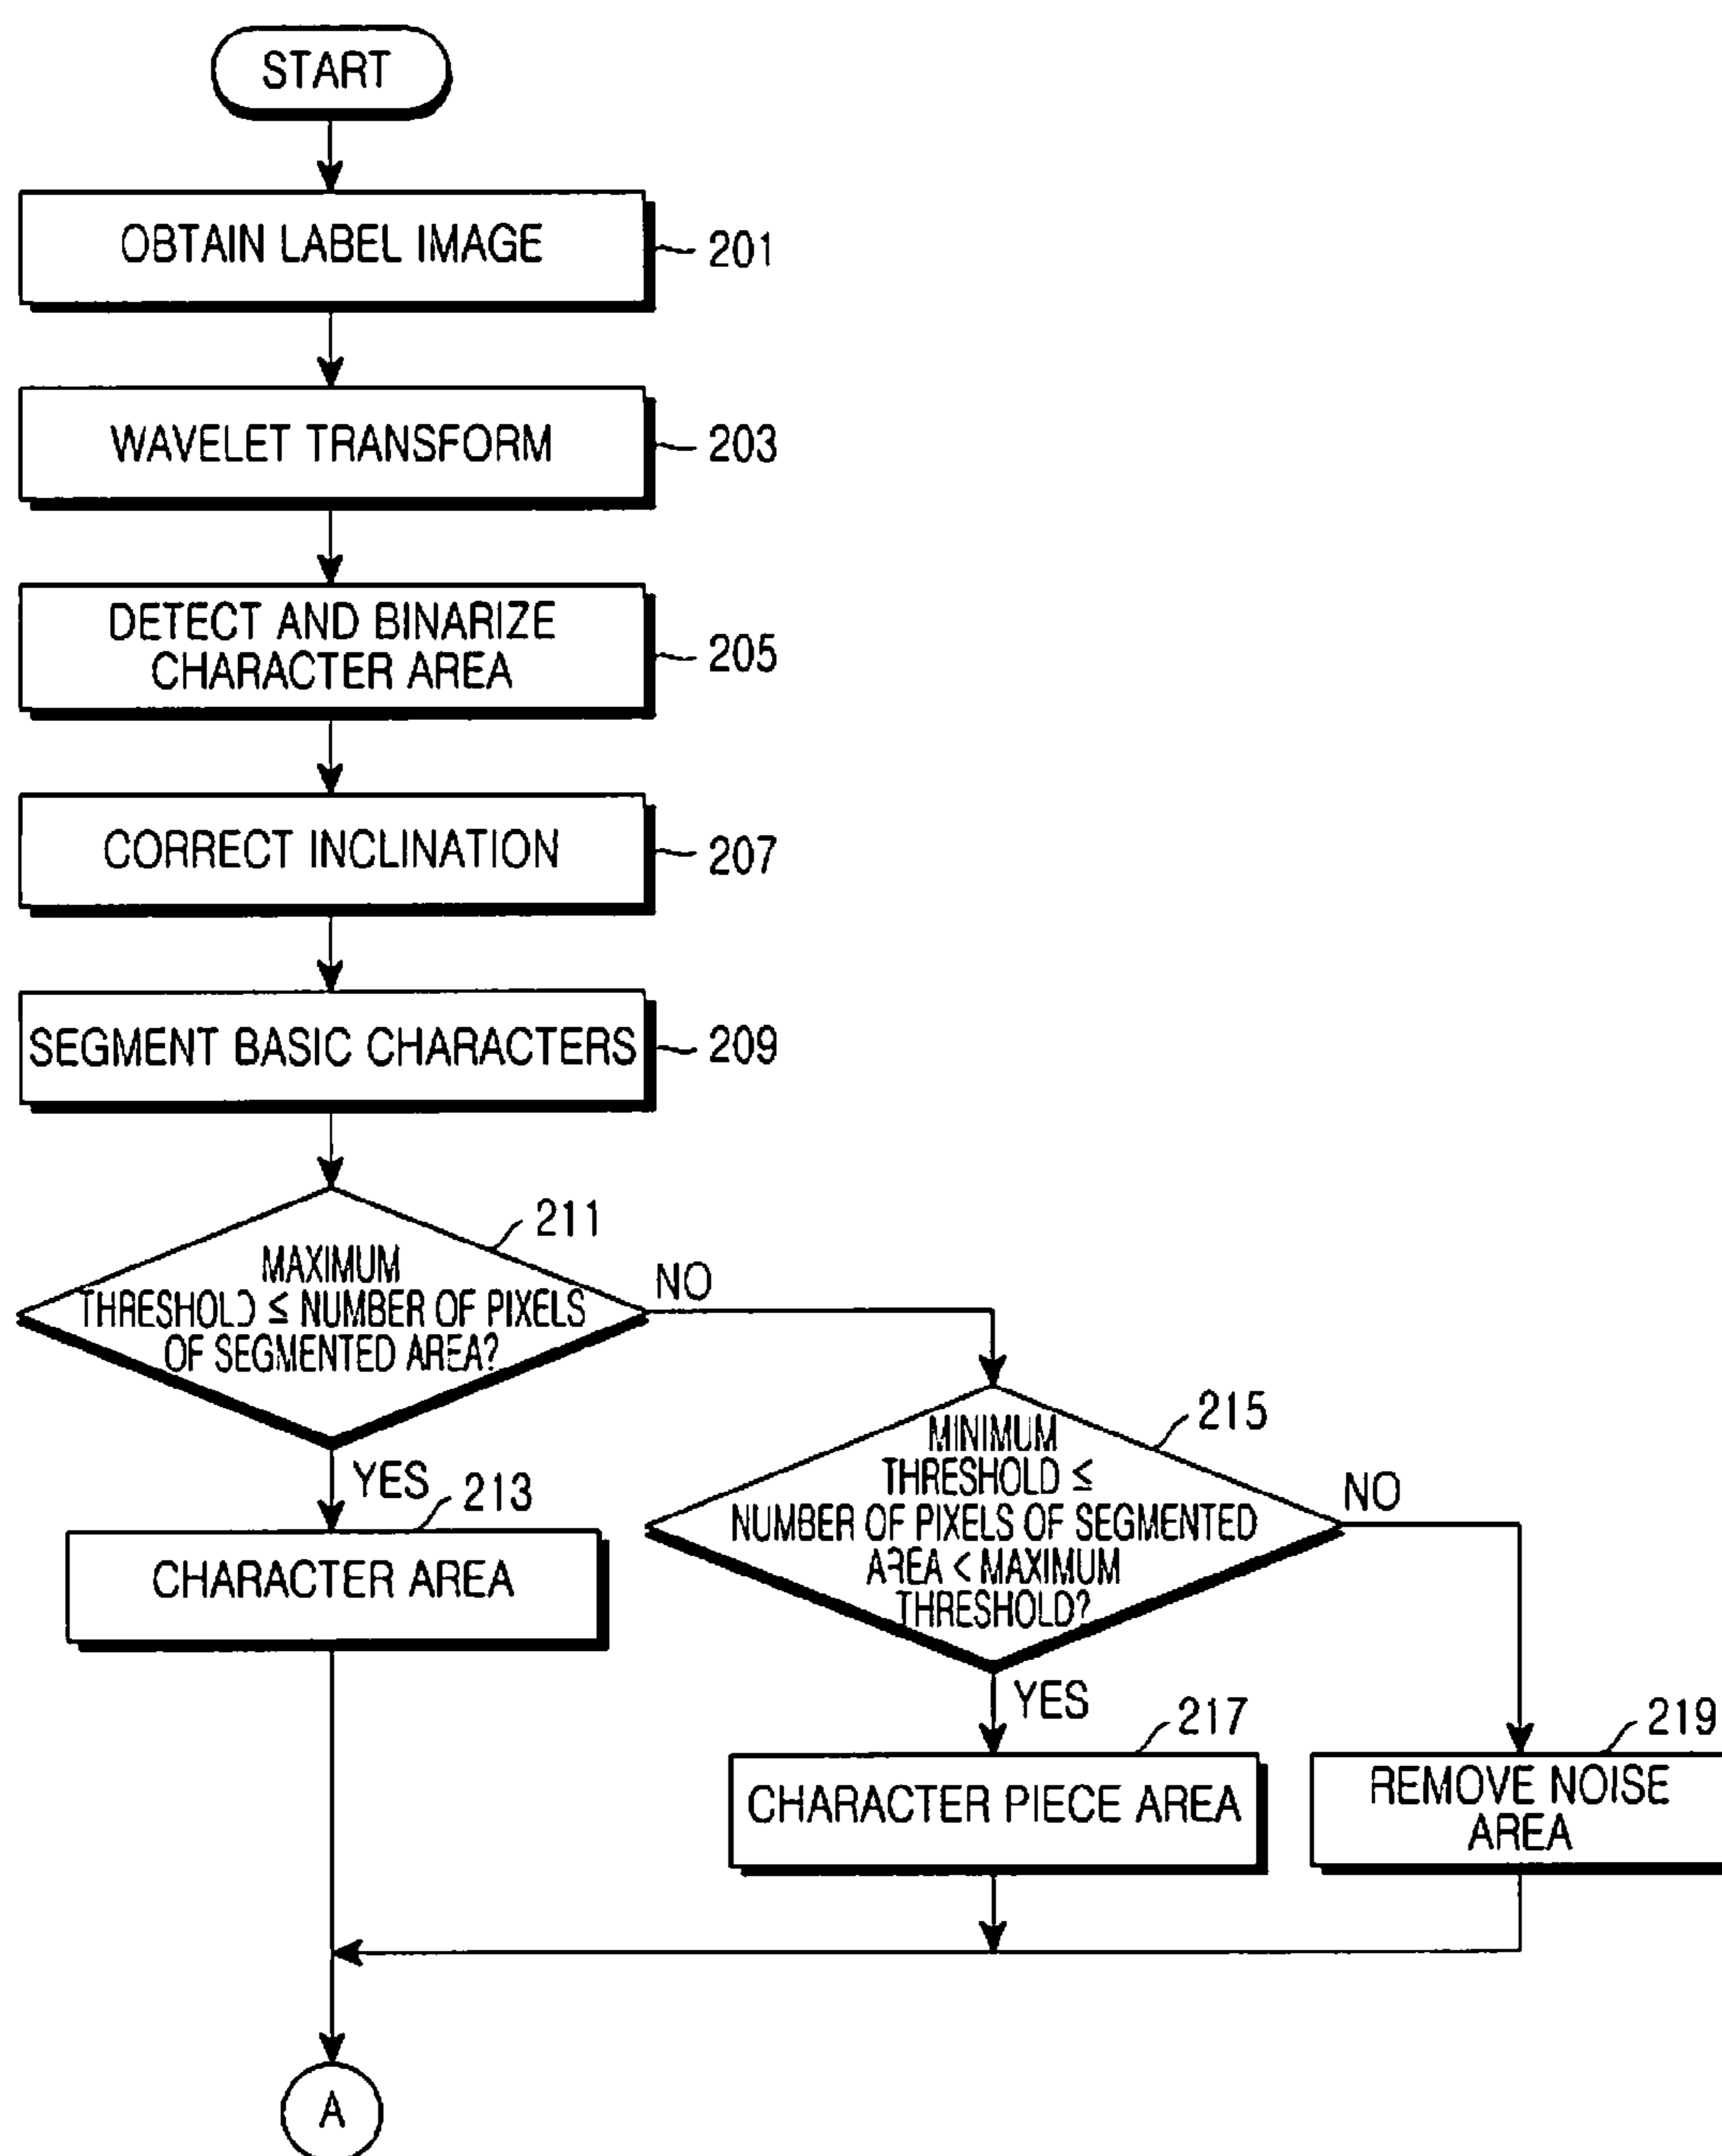 START
OBTAIN LABEL IMAGE
201
WAVELET TRANSFORM
203
DETECT AND BINARIZE
CHARACTER AREA
205
CORRECT INCLINATION
207
SEGMENT BASIC CHARACTERS
209
211
MAXIMUM
THRESHOLD ≤ NUMBER OF PIXELS
OF SEGMENTED AREA?
NO
YES
213
CHARACTER AREA
215
MINIMUM
THRESHOLD ≤
NUMBER OF PIXELS OF SEGMENTED
AREA < MAXIMUM
THRESHOLD?
NO
YES
217
CHARACTER PIECE AREA
219
REMOVE NOISE
AREA
A